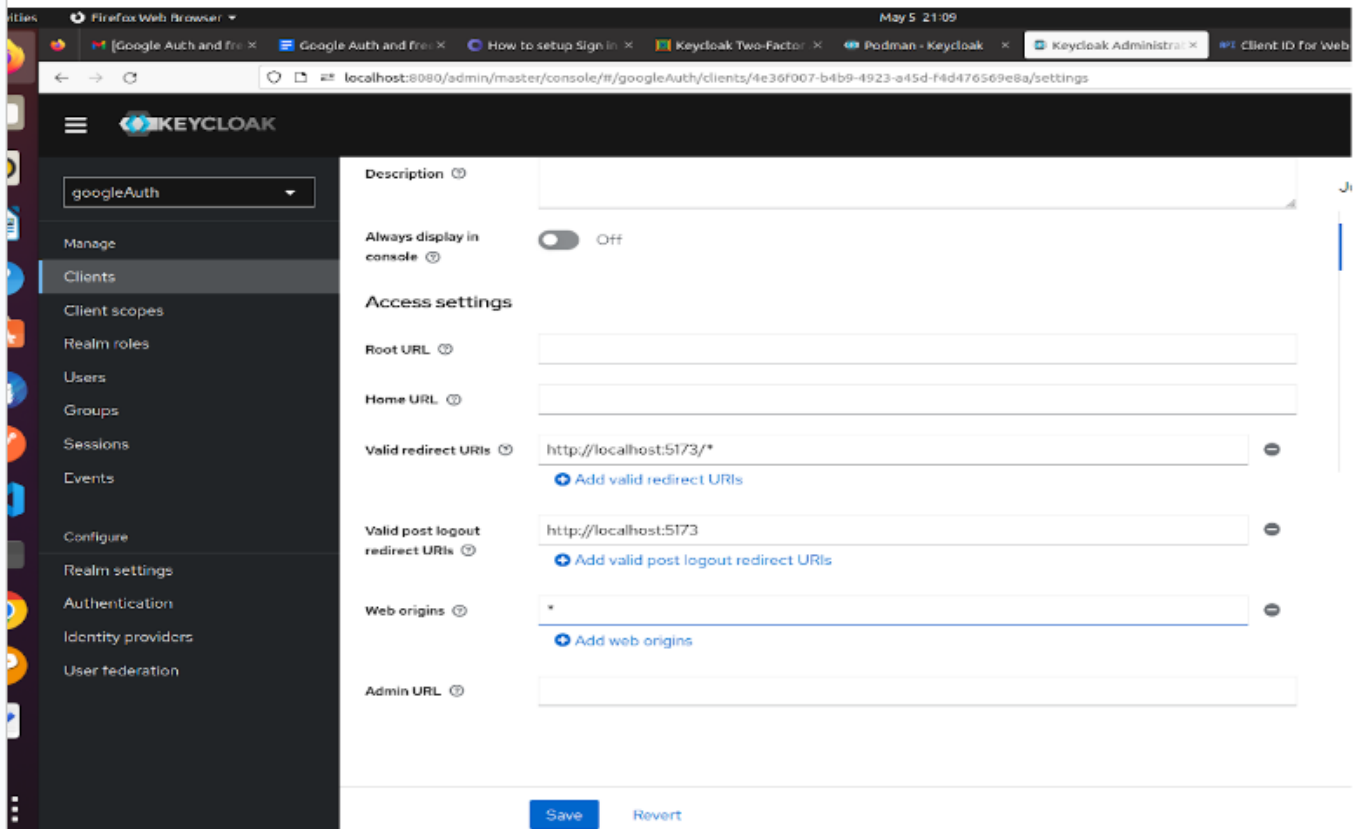 ities Firefox Web Browser May 5 21:09
[Google Auth and fre × Google Auth and free × How to setup Sign in × Keycloak Two-Factor × Podman - Keycloak × Keycloak Administrat × Client ID for Web
localhost:8080/admin/master/console/#/googleAuth/clients/4e36f007-b4b9-4923-a45d-f4d476569e8a/settings
KEYCLOAK
googleAuth
Manage
Clients
Client scopes
Realm roles
Users
Groups
Sessions
Events
Configure
Realm settings
Authentication
Identity providers
User federation
Description
Always display in
console
Off
Access settings
Root URL
Home URL
Valid redirect URIs
http://localhost:5173/*
Add valid redirect URIs
Valid post logout
redirect URIs
http://localhost:5173
Add valid post logout redirect URIs
Web origins
*
Add web origins
Admin URL
Save Revert